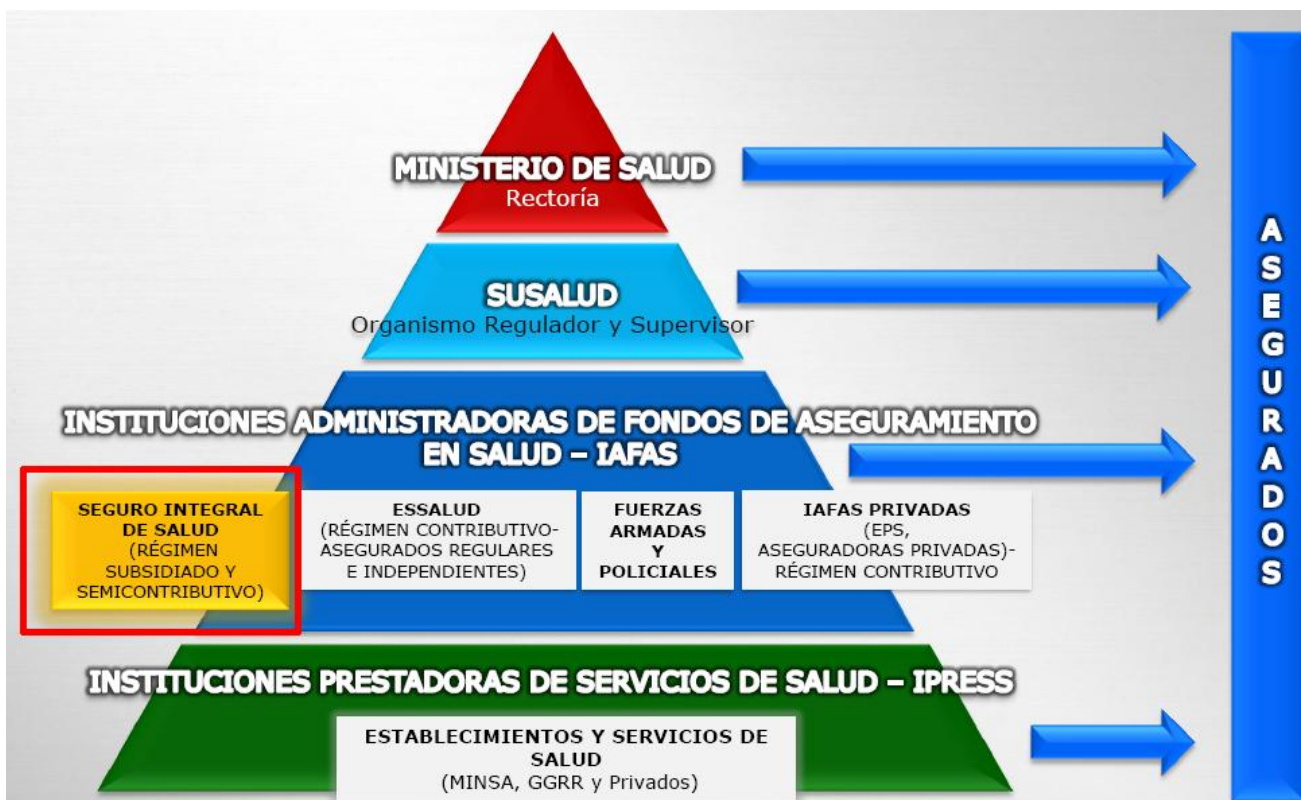 MINISTERIO DE SALUD
Rectoría
SUSALUD
Organismo Regulador y Supervisor
INSTITUCIONES ADMINISTRADORAS DE FONDOS DE ASEGURAMIENTO
EN SALUD – IAFAS
SEGURO INTEGRAL
DE SALUD
(RÉGIMEN
SUBSIDIADO Y
SEMICONTRIBUTIVO)
ESSALUD
(RÉGIMEN CONTRIBUTIVO-
ASEGURADOS REGULARES
E INDEPENDIENTES)
FUERZAS
ARMADAS
Y
POLICIALES
IAFAS PRIVADAS
(EPS,
ASEGURADORAS PRIVADAS)-
RÉGIMEN CONTRIBUTIVO
INSTITUCIONES PRESTADORAS DE SERVICIOS DE SALUD – IPRESS
ESTABLECIMIENTOS Y SERVICIOS DE
SALUD
(MINSA, GGRR y Privados)
ASEGURADOS